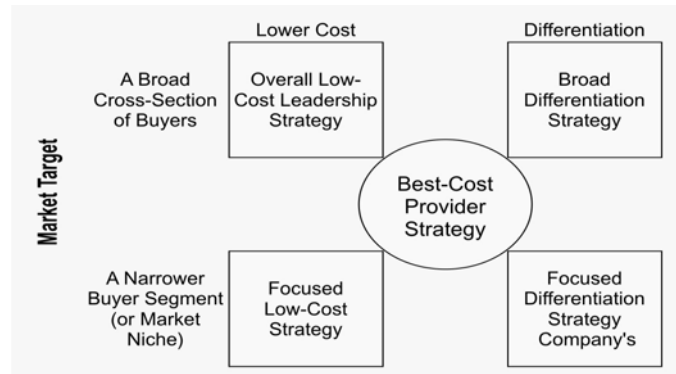 Lower Cost
Differentiation
A Broad
Cross-Section
of Buyers
Overall Low-
Cost Leadership
Strategy
Broad
Differentiation
Strategy
Market Target
Best-Cost
Provider
Strategy
A Narrower
Buyer Segment
(or Market
Niche)
Focused
Low-Cost
Strategy
Focused
Differentiation
Strategy
Company's